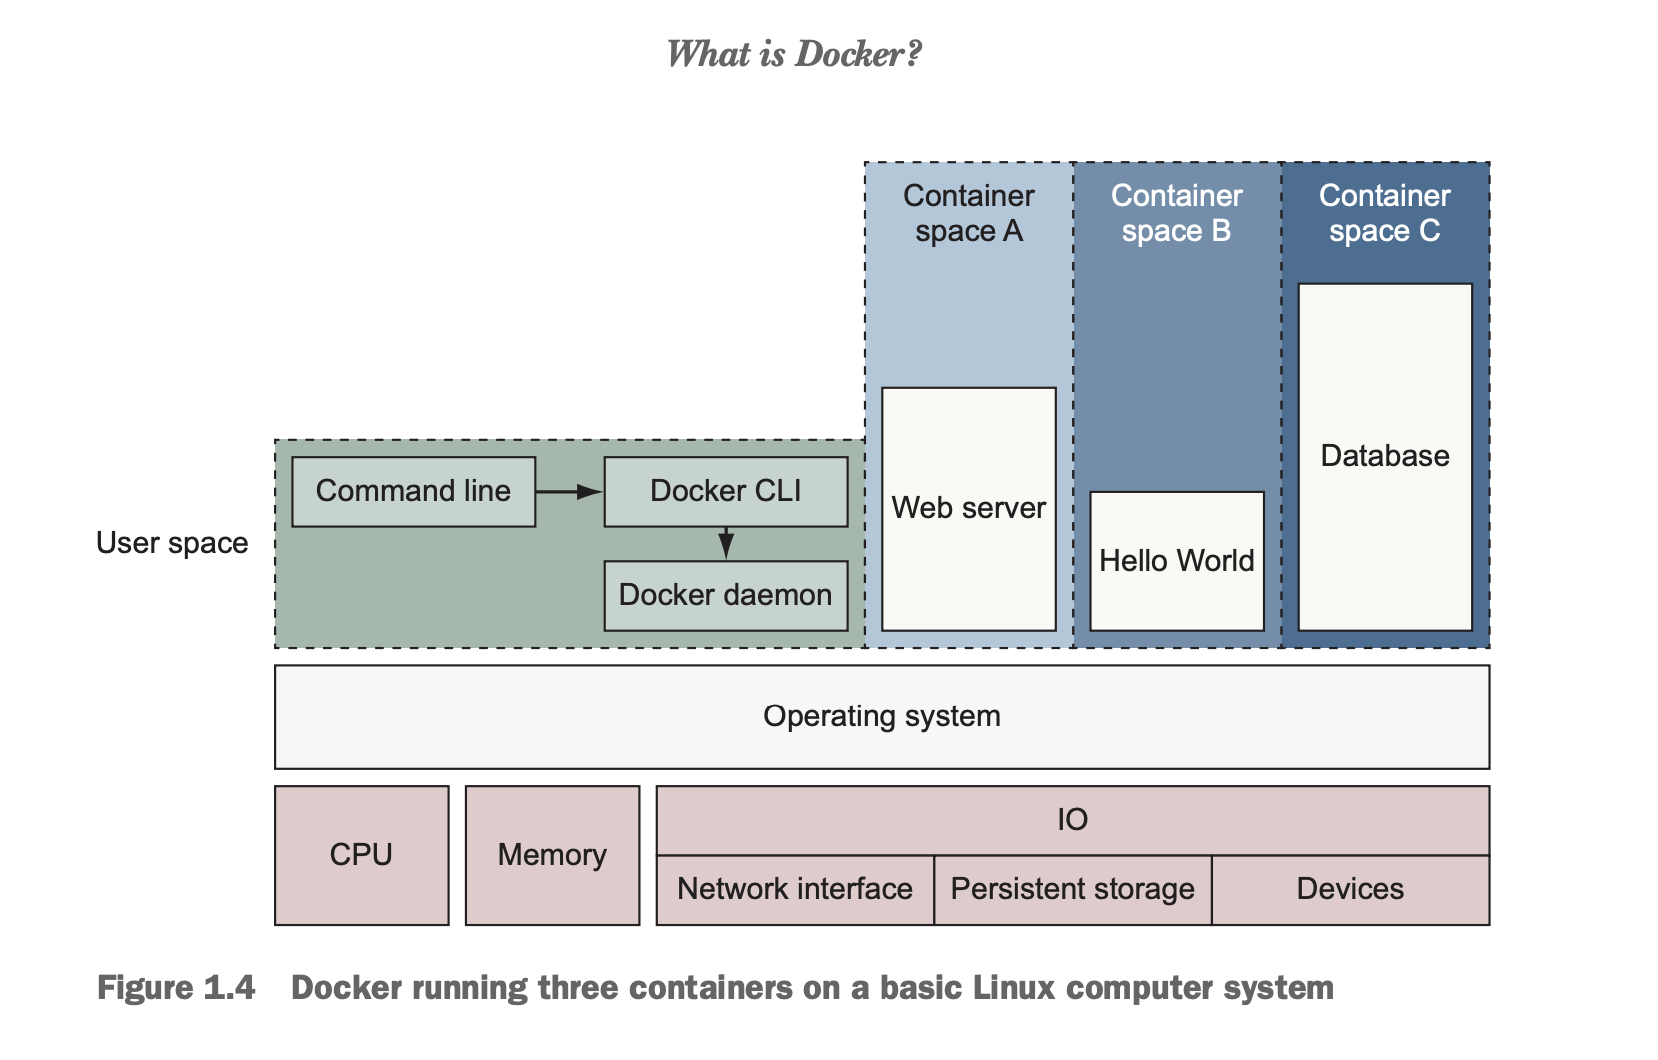 What is Docker?
Container
space A
Container
space B
Container
space C
Web server
Hello World
Database
User space
Command line
Docker CLI
Docker daemon
Operating system
CPU
Memory
IO
Network interface
Persistent storage
Devices
Figure 1.4 Docker running three containers on a basic Linux computer system